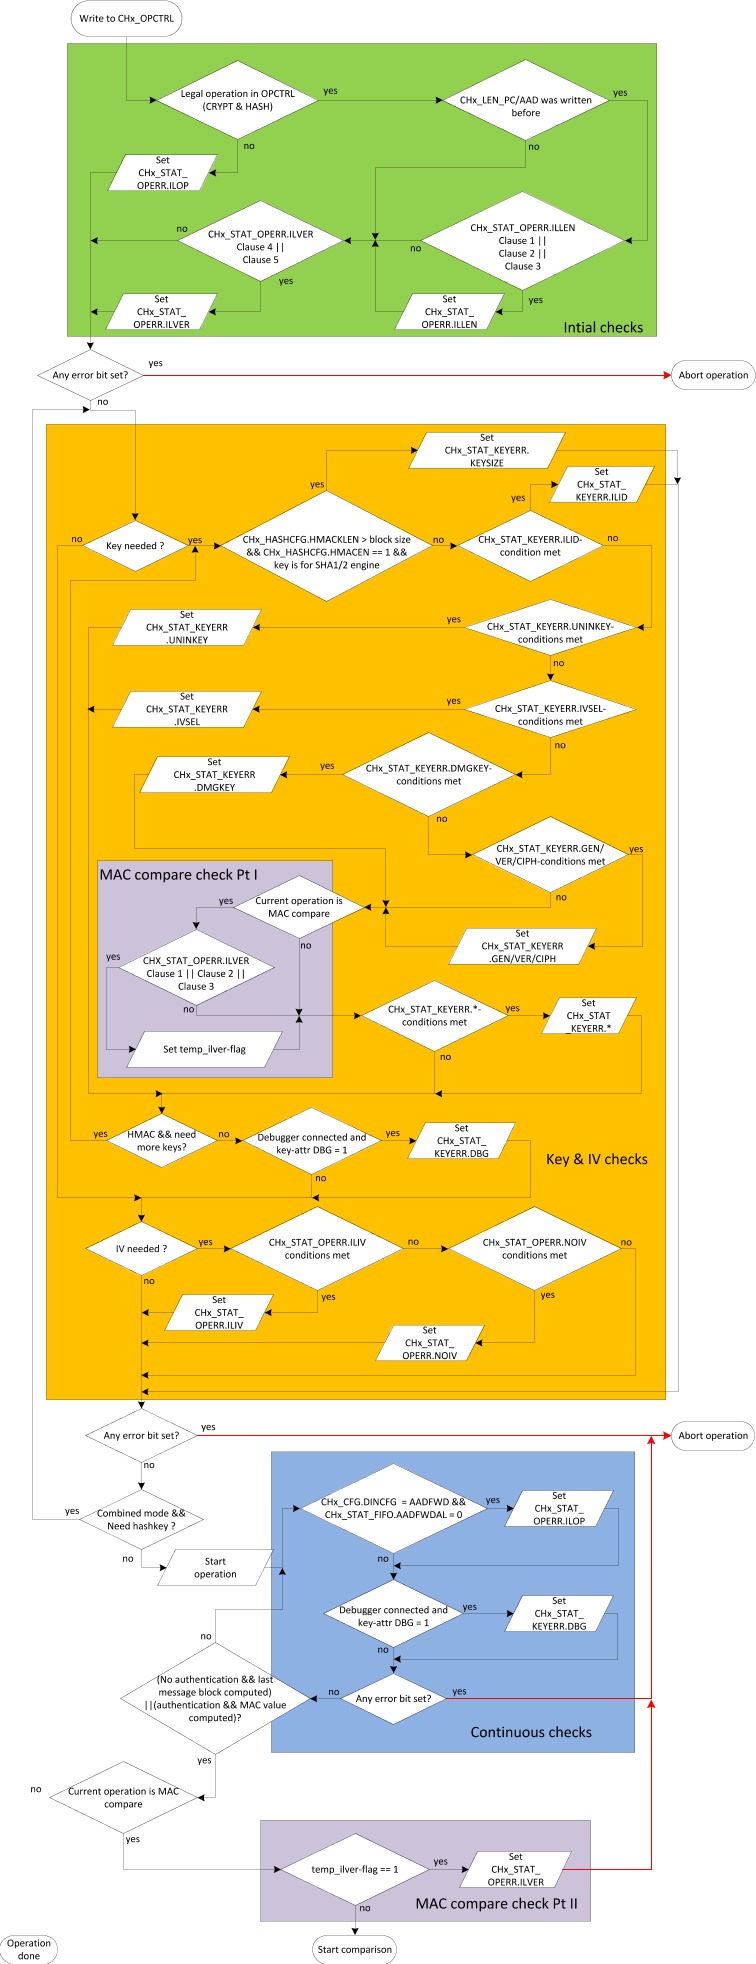 Write to CHx_OPCTRL
Legal operation in OPCTRL
(CRYPT & HASH)
yes
CHx_LEN_PC/AAD was written
before
yes
no
no
Set
CHx_STAT_
OPERR.ILOP
no
CHx_STAT_OPERR.ILVER
Clause 4 ||
Clause 5
no
CHx_STAT_OPERR.ILLEN
Clause 1 ||
Clause 2 ||
Clause 3
yes
yes
Set
CHx_STAT_
OPERR.ILVER
Set
CHx_STAT_
OPERR.ILLEN
Intial checks
Any error bit set?
yes
Abort operation
no
Set
CHx_STAT_KEYERR.
KEYSIZE
Set
CHx_STAT_
KEYERR.ILID
yes
yes
no
Key needed ?
yes
CHx_HASHCFG.HMACKLEN > block size
&& CHx_HASHCFG.HMACEN == 1 &&
key is for SHA1/2 engine
no
CHx_STAT_KEYERR.ILID-
condition met
no
Set
CHx_STAT_KEYERR
.UNINKEY
yes
CHx_STAT_KEYERR.UNINKEY-
conditions met
no
Set
CHx_STAT_KEYERR
.IVSEL
yes
CHx_STAT_KEYERR.IVSEL-
conditions met
no
Set
CHx_STAT_KEYERR
.DMGKEY
yes
CHx_STAT_KEYERR.DMGKEY-
conditions met
no
CHx_STAT_KEYERR.GEN/
VER/CIPH-conditions met
yes
no
MAC compare check Pt I
yes
Current operation is
MAC compare
no
Set
CHx_STAT_KEYERR
.GEN/VER/CIPH
yes
CHX_STAT_OPERR.ILVER
Clause 1 || Clause 2 ||
Clause 3
no
Set temp_ilver-flag
CHx_STAT_KEYERR.*-
conditions met
yes
Set
CHx_STAT
_KEYERR.*
no
yes
HMAC && need
more keys?
no
Debugger connected and
key-attr DBG = 1
yes
Set
CHx_STAT_
KEYERR.DBG
no
Key & IV checks
IV needed ?
yes
CHx_STAT_OPERR.ILIV
conditions met
no
CHx_STAT_OPERR.NOIV
conditions met
no
no
yes
yes
Set
CHx_STAT_
OPERR.ILIV
Set
CHx_STAT_
OPERR.NOIV
Any error bit set?
yes
Abort operation
no
yes
Combined mode &&
Need hashkey ?
no
Start
operation
CHx_CFG.DINCFG = AADFWD &&
CHx_STAT_FIFO.AADFWDAL = 0
yes
Set
CHx_STAT_
OPERR.ILOP
no
Debugger connected and
key-attr DBG = 1
yes
Set
CHx_STAT_
KEYERR.DBG
no
no
(No authentication && last
message block computed)
||(authentication && MAC value
computed)?
no
Any error bit set?
yes
Continuous checks
yes
no
Current operation is MAC
compare
yes
temp_ilver-flag == 1
yes
Set
CHx_STAT_
OPERR.ILVER
no
MAC compare check Pt II
Operation
done
Start comparison